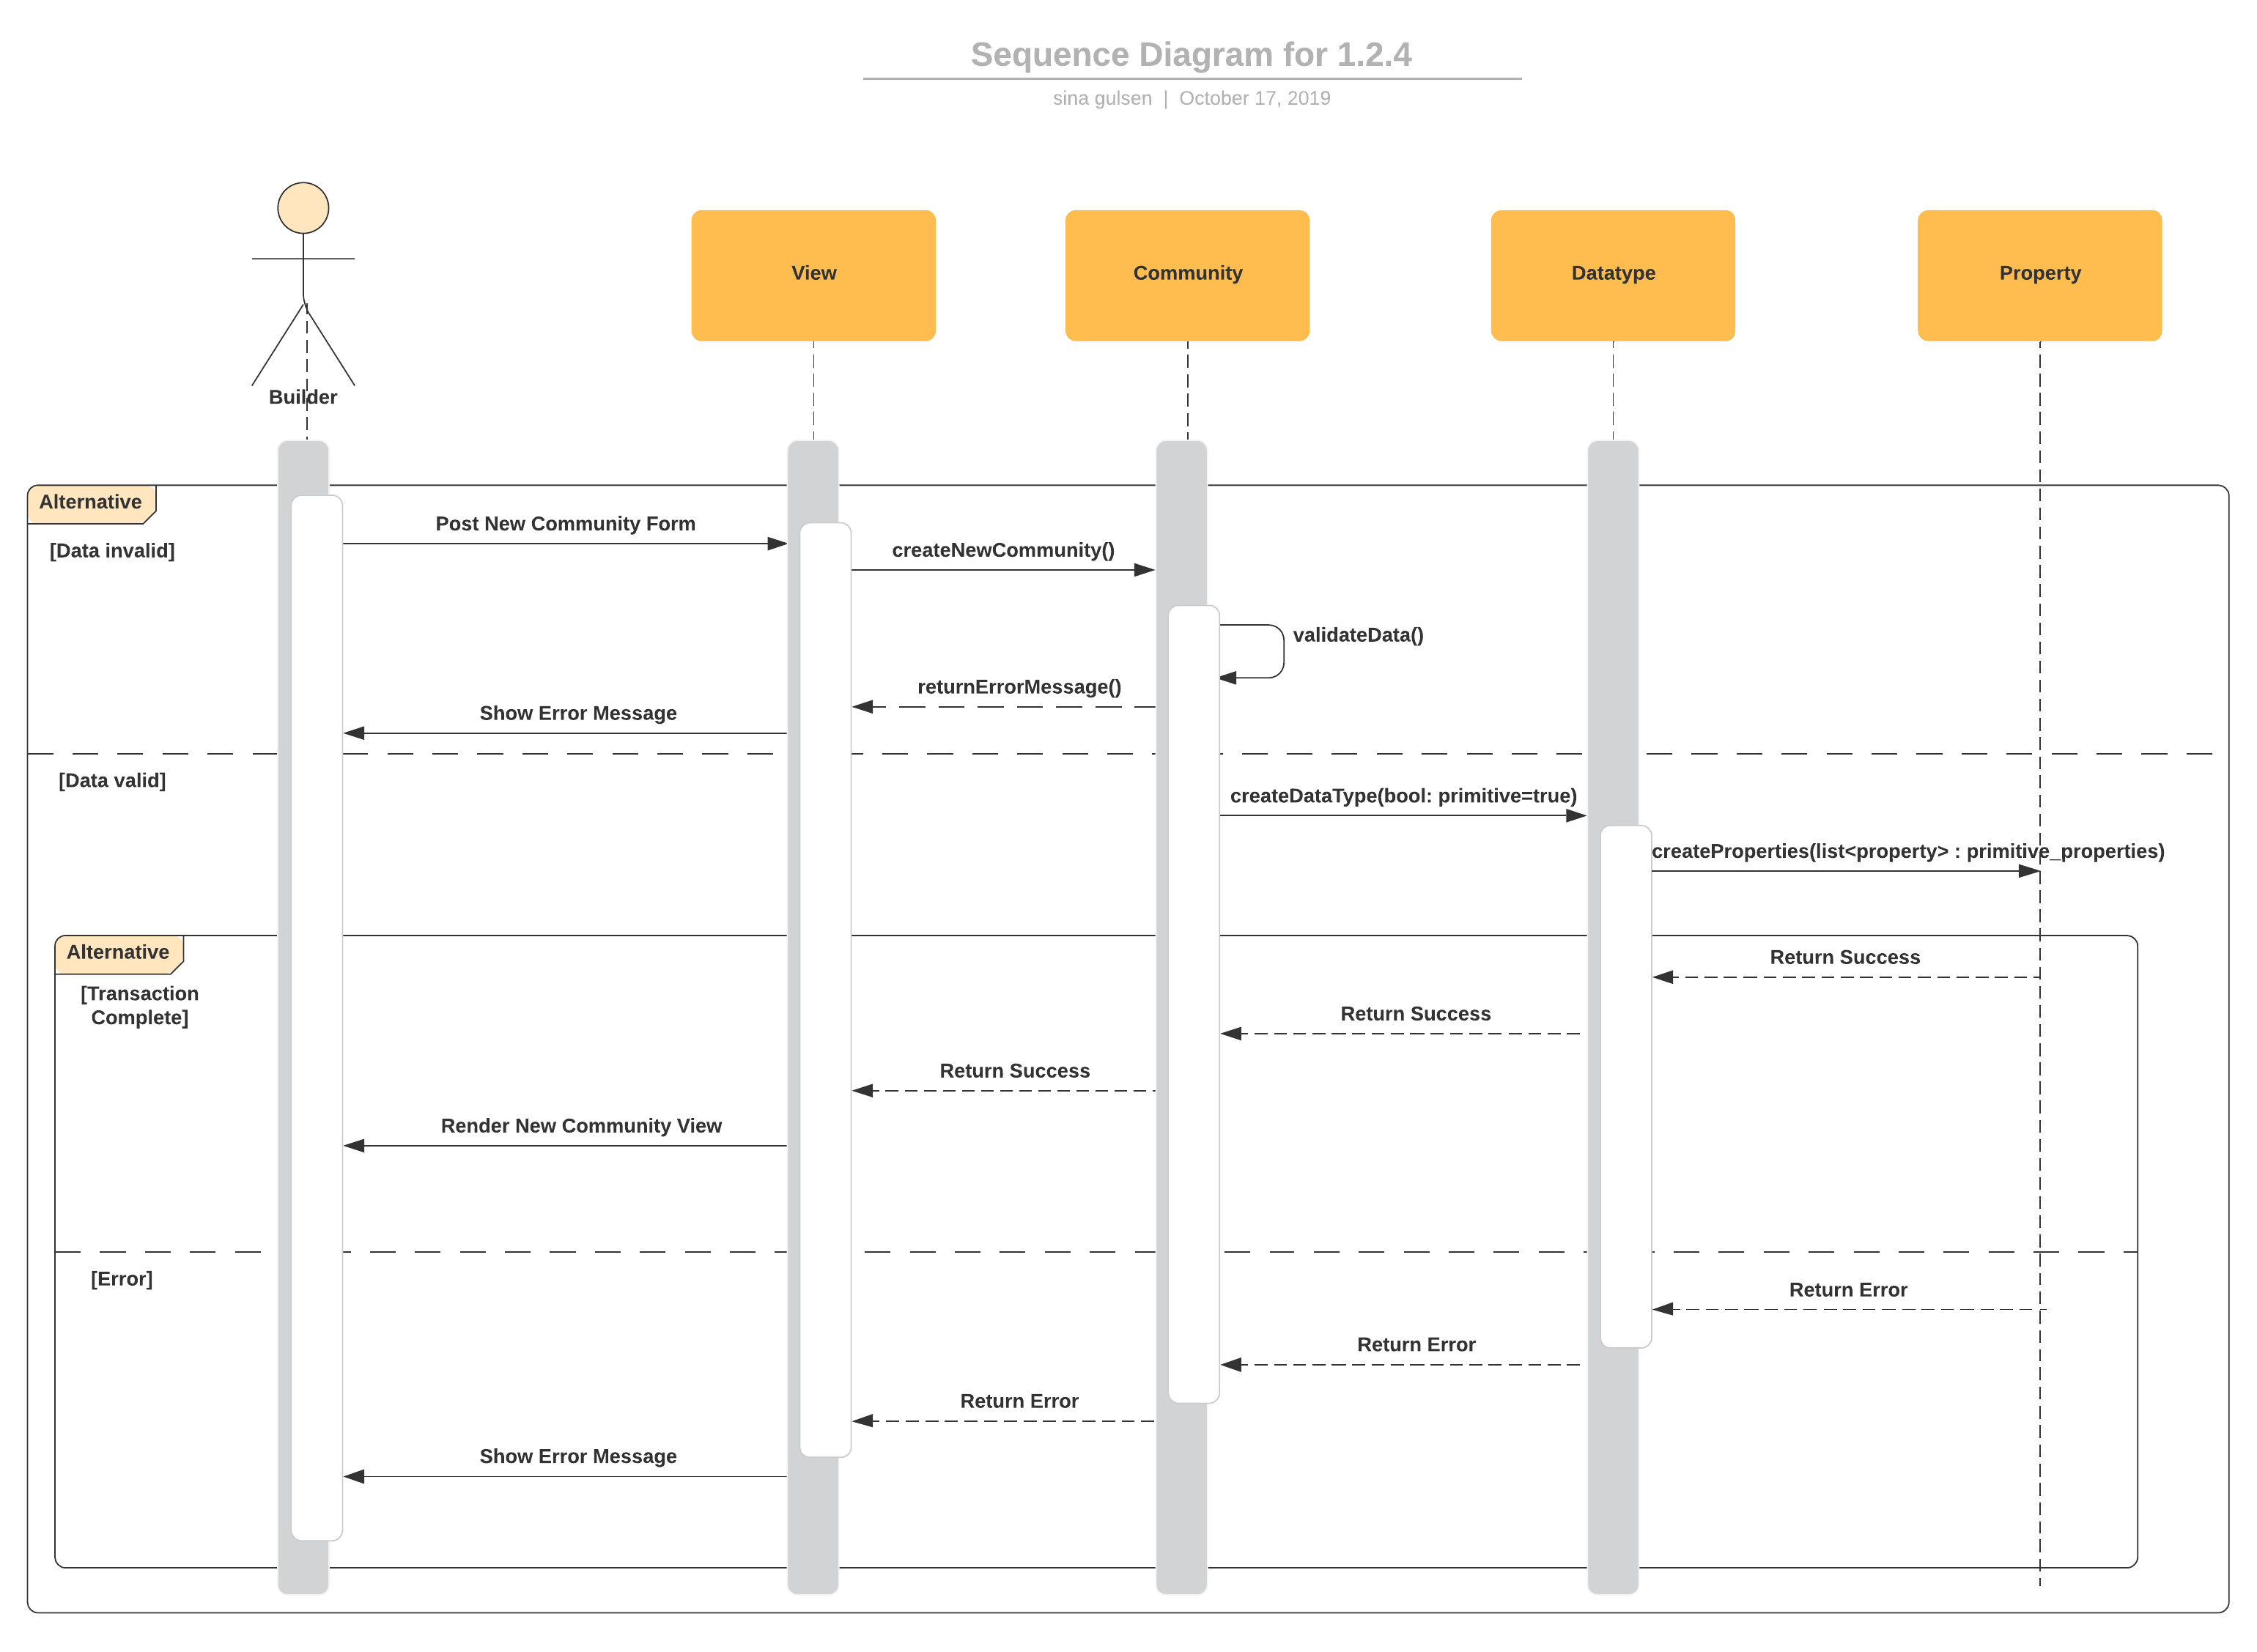 Sequence Diagram for 1.2.4
sina gulsen | October 17, 2019
Builder
View
Community
Datatype
Property
Alternative
[Data invalid]
Post New Community Form
createNewCommunity()
validateData()
returnErrorMessage()
Show Error Message
[Data valid]
createDataType(bool: primitive=true)
createProperties(list<property> : primitive_properties)
Alternative
[Transaction
Complete]
Return Success
Return Success
Return Success
Render New Community View
[Error]
Return Error
Return Error
Return Error
Show Error Message